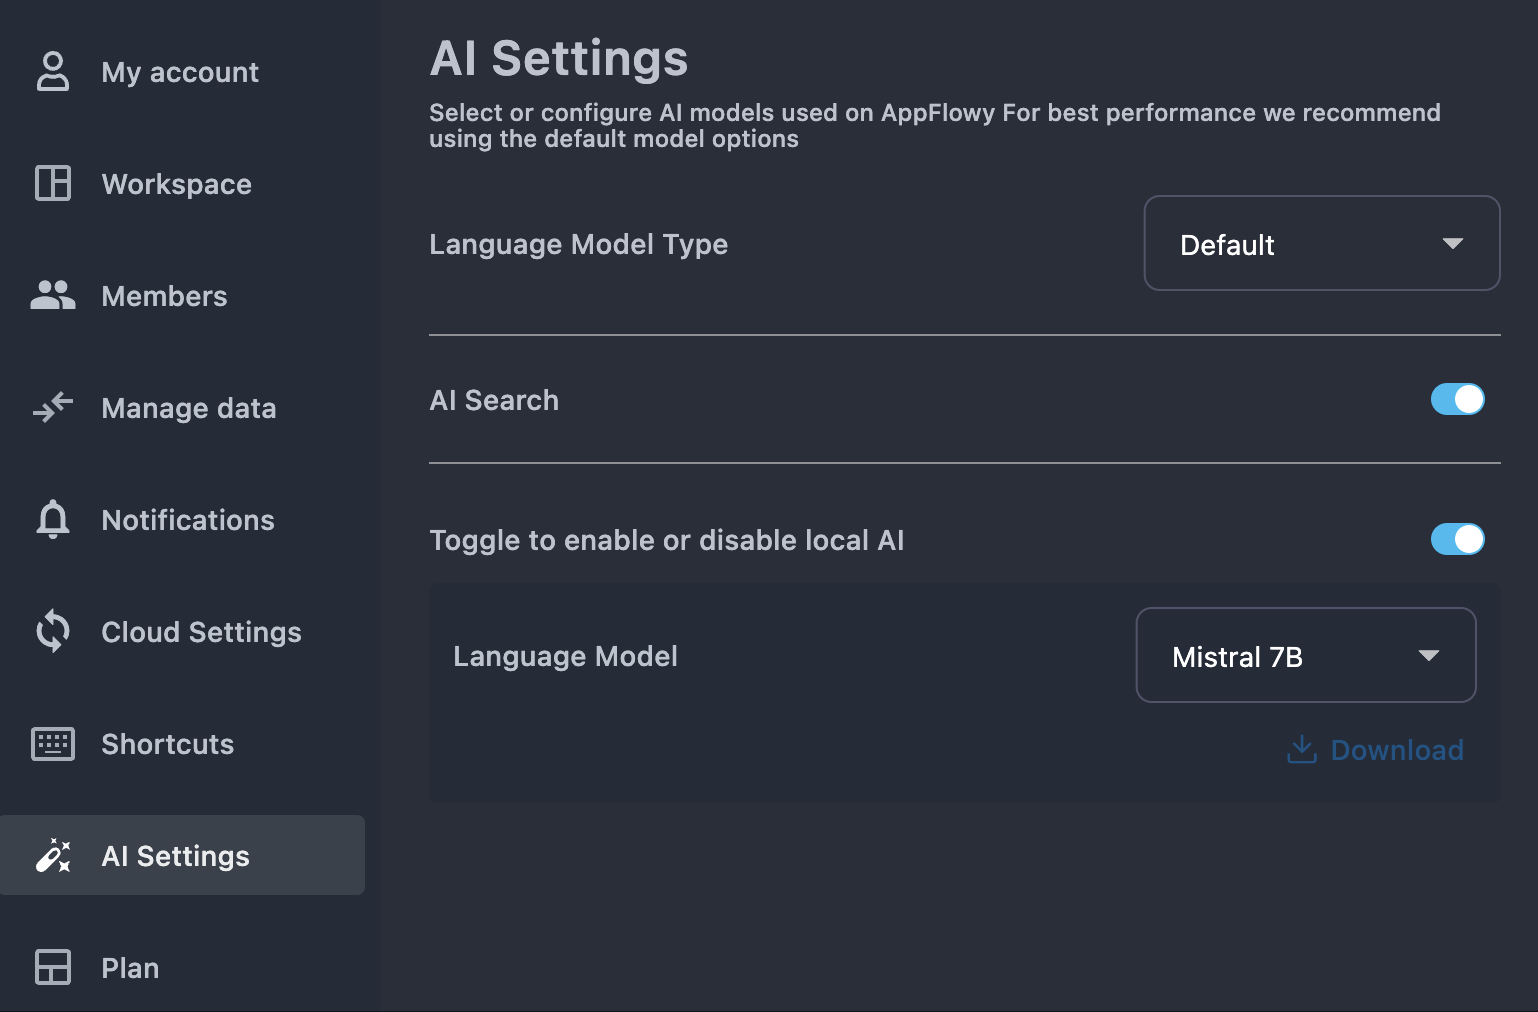 My account
Workspace
Members
Manage data
Notifications
Cloud Settings
Shortcuts
AI Settings
Plan
AI Settings
Select or configure AI models used on AppFlowy For best performance we recommend
using the default model options
Language Model Type
Default
AI Search
Toggle to enable or disable local AI
Language Model
Mistral 7B
Download